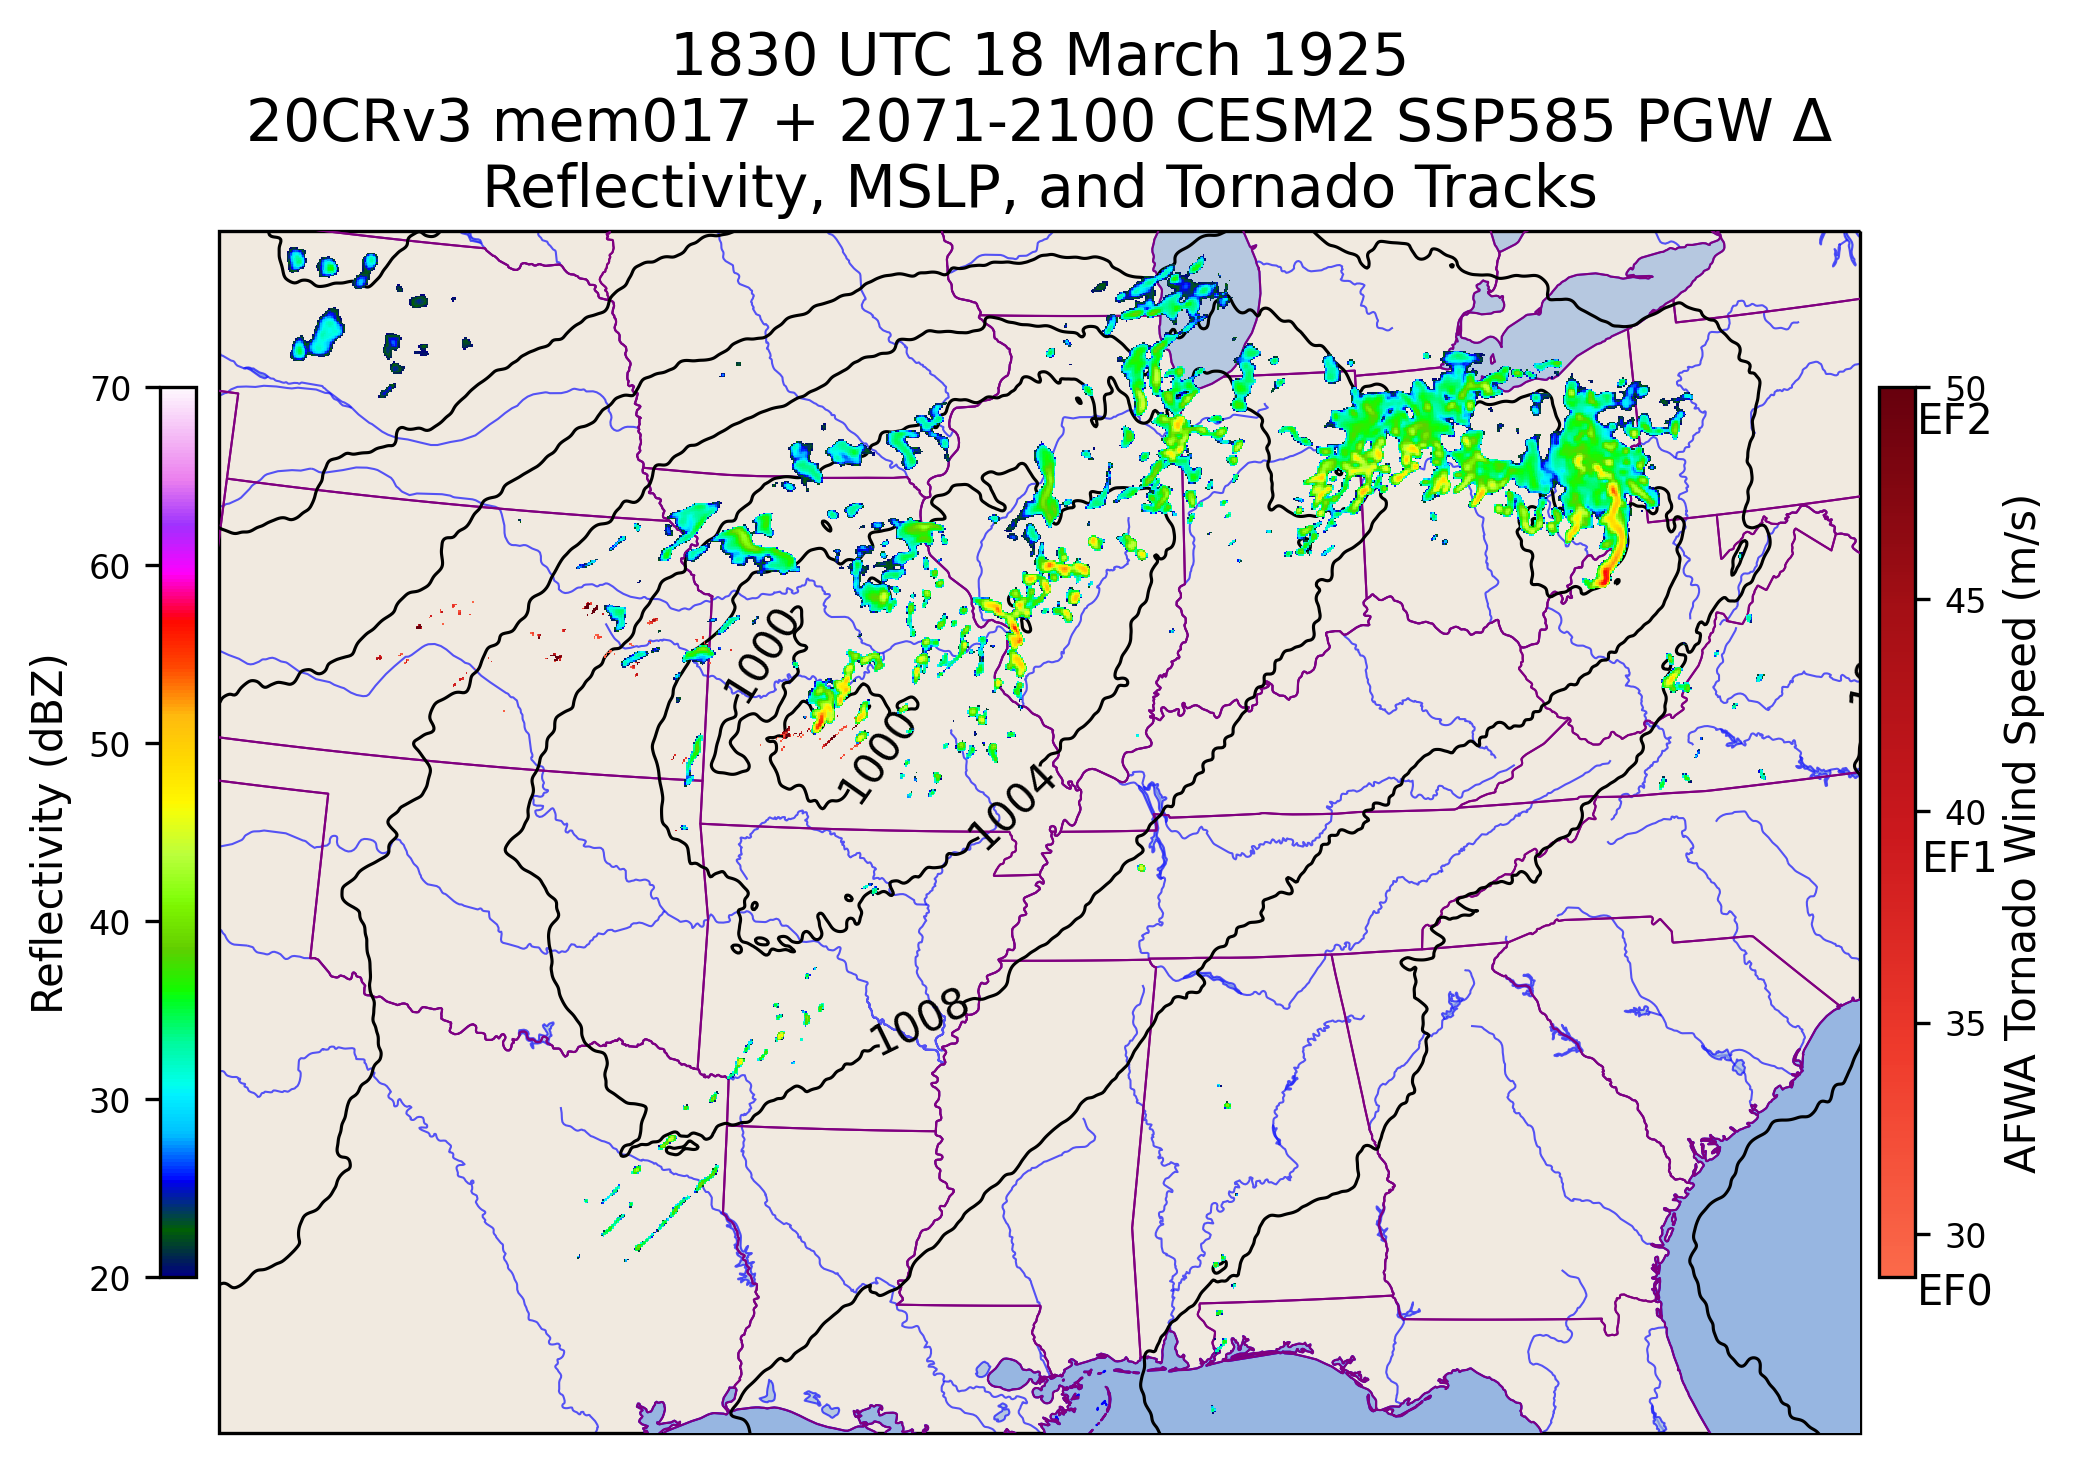 1830 UTC 18 March 1925
20CRv3 mem017 + 2071-2100 CESM2 SSP585 PGW Δ
Reflectivity, MSLP, and Tornado Tracks
70
60
50
40
30
20
Reflectivity (dBZ)
1000
1000
1004
1008
50
EF2
45
40
EF1
35
30
EF0
AFWA Tornado Wind Speed (m/s)